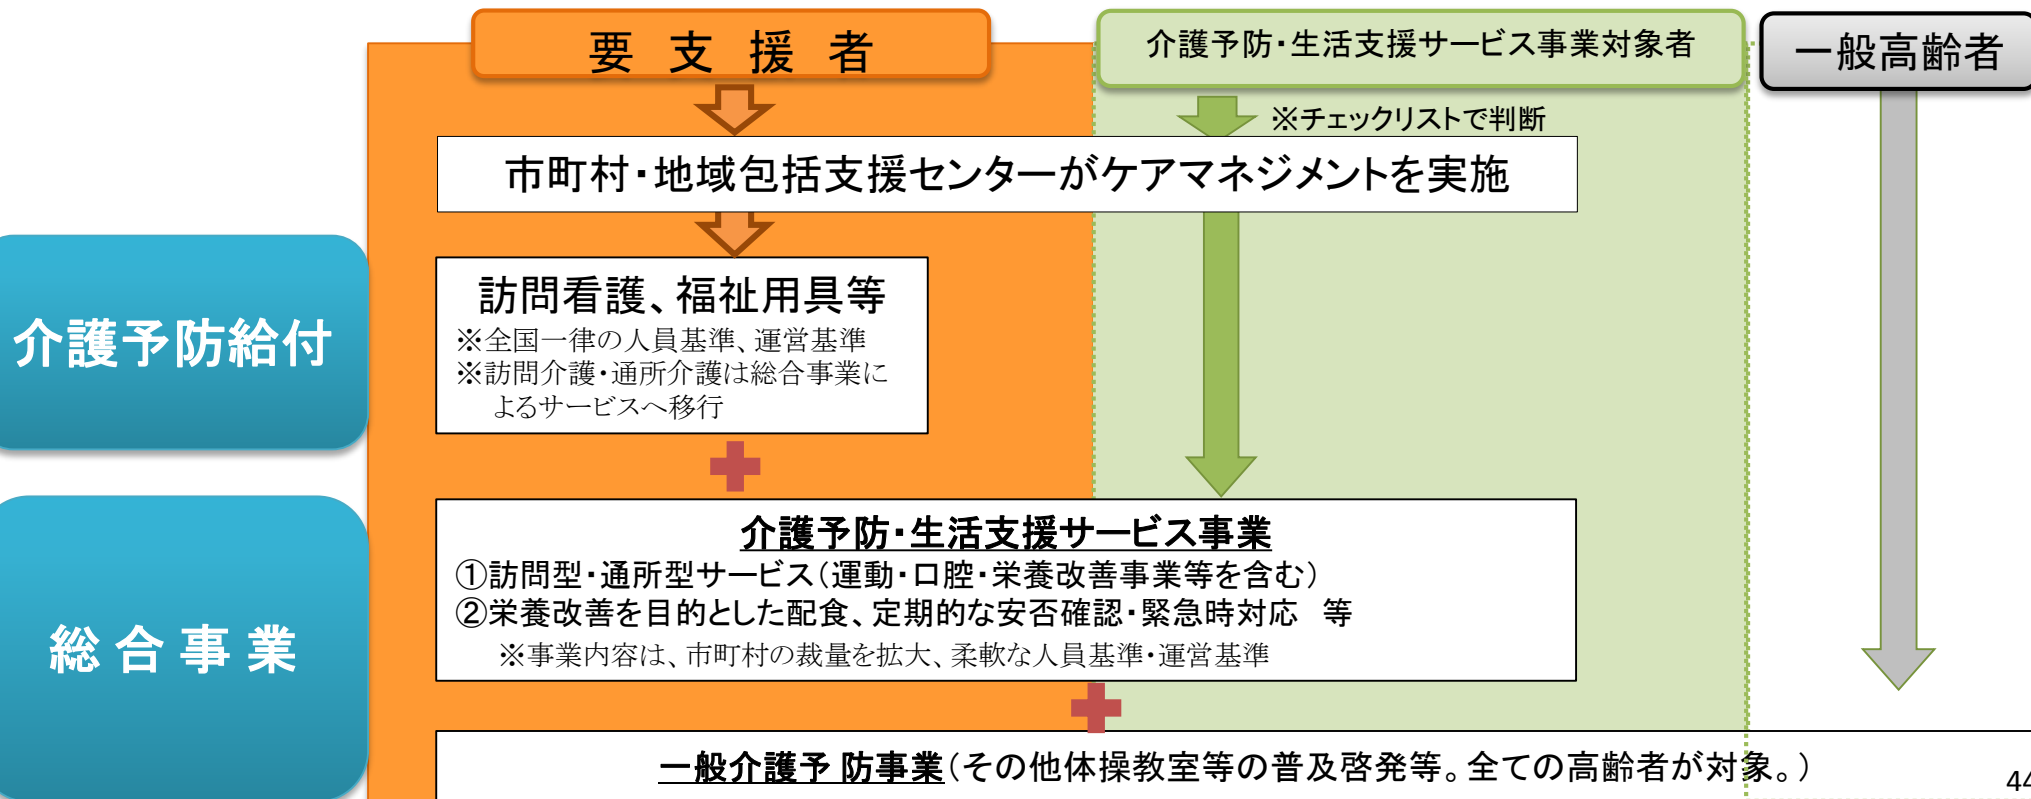 要 支 援 者
介護予防・生活支援サービス事業対象者
一般高齢者
※チェックリストで判断
市町村・地域包括支援センターがケアマネジメントを実施
介護予防給付
訪問看護、福祉用具等
※全国一律の人員基準、運営基準
※訪問介護・通所介護は総合事業に
よるサービスへ移行
総 合 事 業
介護予防・生活支援サービス事業
①訪問型・通所型サービス(運動・口腔・栄養改善事業等を含む)
②栄養改善を目的とした配食、定期的な安否確認・緊急時対応 等
※事業内容は、市町村の裁量を拡大、柔軟な人員基準・運営基準
一般介護予 防事業(その他体操教室等の普及啓発等。全ての高齢者が対象。)
44